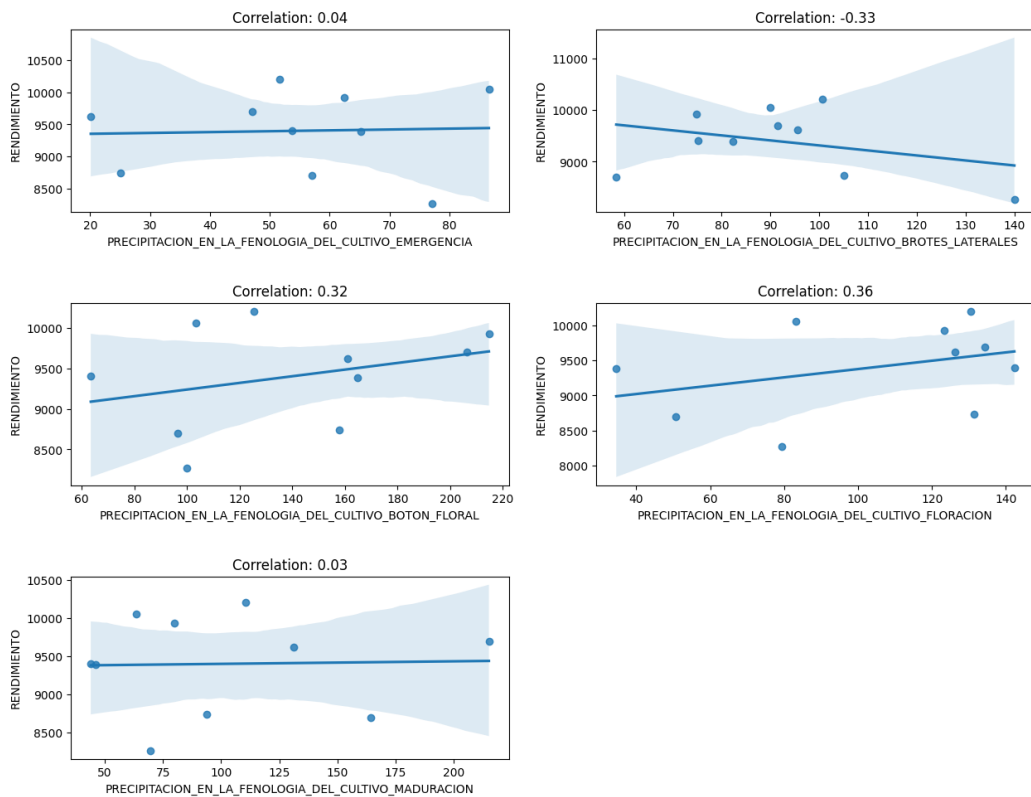 Correlation: 0.04
10500
10000
9500
9000
8500
RENDIMIENTO
20 30 40 50 60 70 80
PRECIPITACION_EN_LA_FENOLOGIA_DEL_CULTIVO_EMERGENCIA
Correlation: -0.33
11000
10000
9000
RENDIMIENTO
60 70 80 90 100 110 120 130 140
PRECIPITACION_EN_LA_FENOLOGIA_DEL_CULTIVO_BROTES_LATERALES
Correlation: 0.32
10000
9500
9000
8500
RENDIMIENTO
60 80 100 120 140 160 180 200 220
PRECIPITACION_EN_LA_FENOLOGIA_DEL_CULTIVO_BOTON_FLORAL
Correlation: 0.36
10000
9500
9000
8500
8000
RENDIMIENTO
40 60 80 100 120 140
PRECIPITACION_EN_LA_FENOLOGIA_DEL_CULTIVO_FLORACION
Correlation: 0.03
10500
10000
9500
9000
8500
RENDIMIENTO
50 75 100 125 150 175 200
PRECIPITACION_EN_LA_FENOLOGIA_DEL_CULTIVO_MADURACION